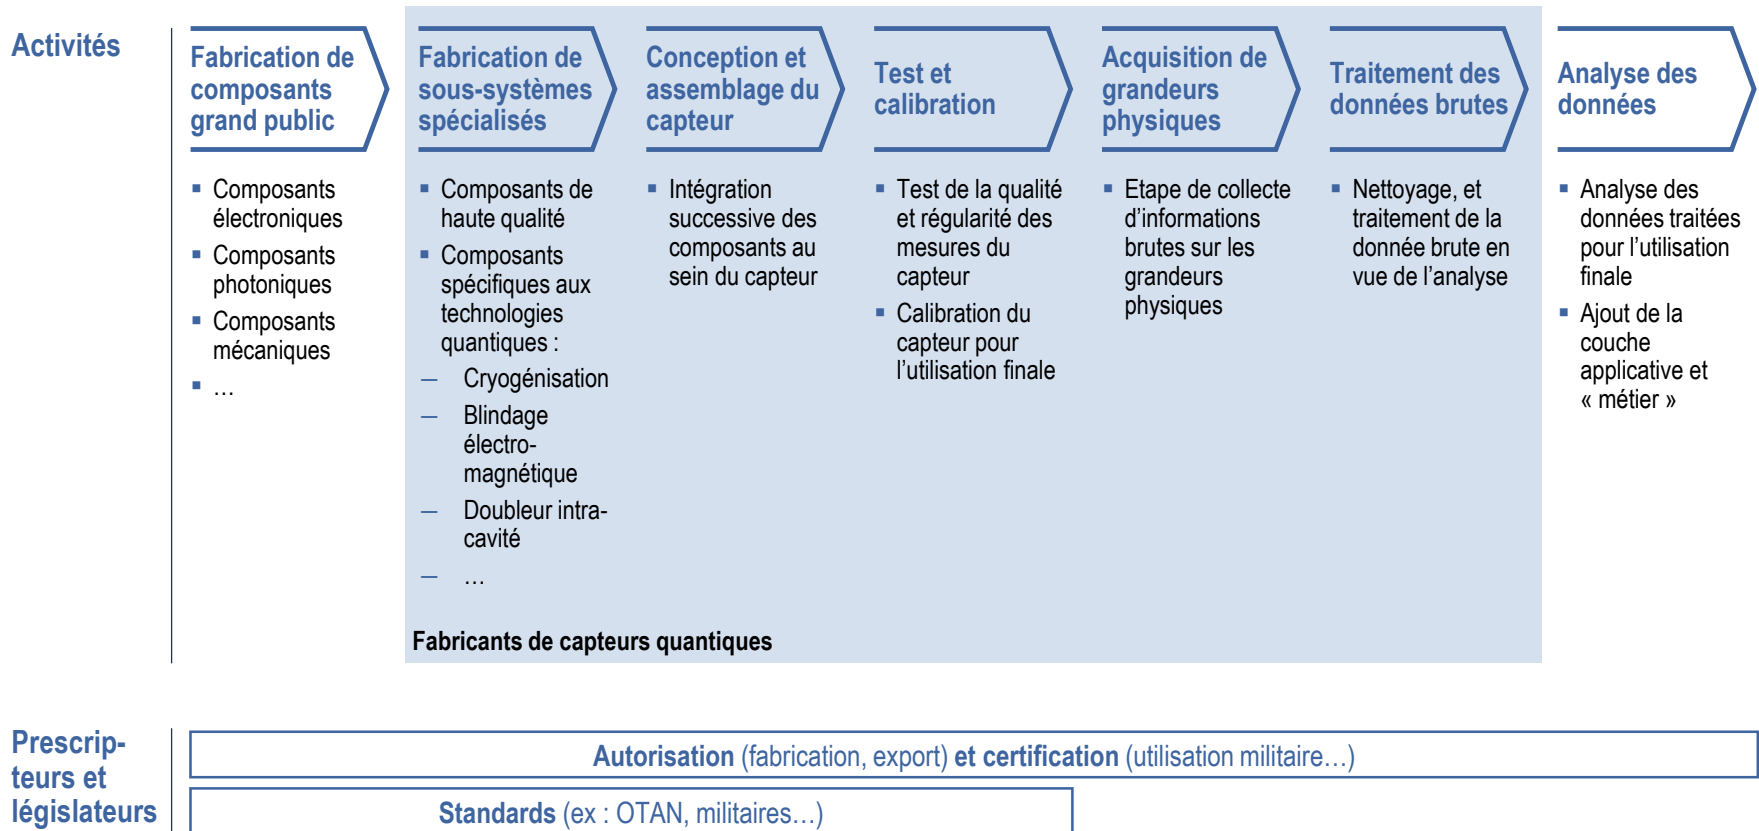 Activités
Fabrication de
composants
grand public
Fabrication de
sous-systèmes
spécialisés
Conception et
assemblage du
capteur
Test et
calibration
Acquisition de
grandeurs
physiques
Traitement des
données brutes
Analyse des
données
▪ Composants
électroniques
▪ Composants
photoniques
▪ Composants
mécaniques
▪ …
▪ Composants de
haute qualité
▪ Composants
spécifiques aux
technologies
quantiques :
— Cryogénisation
— Blindage
électro-
magnétique
— Doubleur intra-
cavité
— …
▪ Intégration
successive des
composants au
sein du capteur
▪ Test de la qualité
et régularité des
mesures du
capteur
▪ Calibration du
capteur pour
l’utilisation finale
▪ Etape de collecte
d’informations
brutes sur les
grandeurs
physiques
▪ Nettoyage, et
traitement de la
donnée brute en
vue de l’analyse
▪ Analyse des
données traitées
pour l’utilisation
finale
▪ Ajout de la
couche
applicative et
« métier »
Fabricants de capteurs quantiques
Prescrip-
teurs et
législateurs
Autorisation (fabrication, export) et certification (utilisation militaire…)
Standards (ex : OTAN, militaires…)